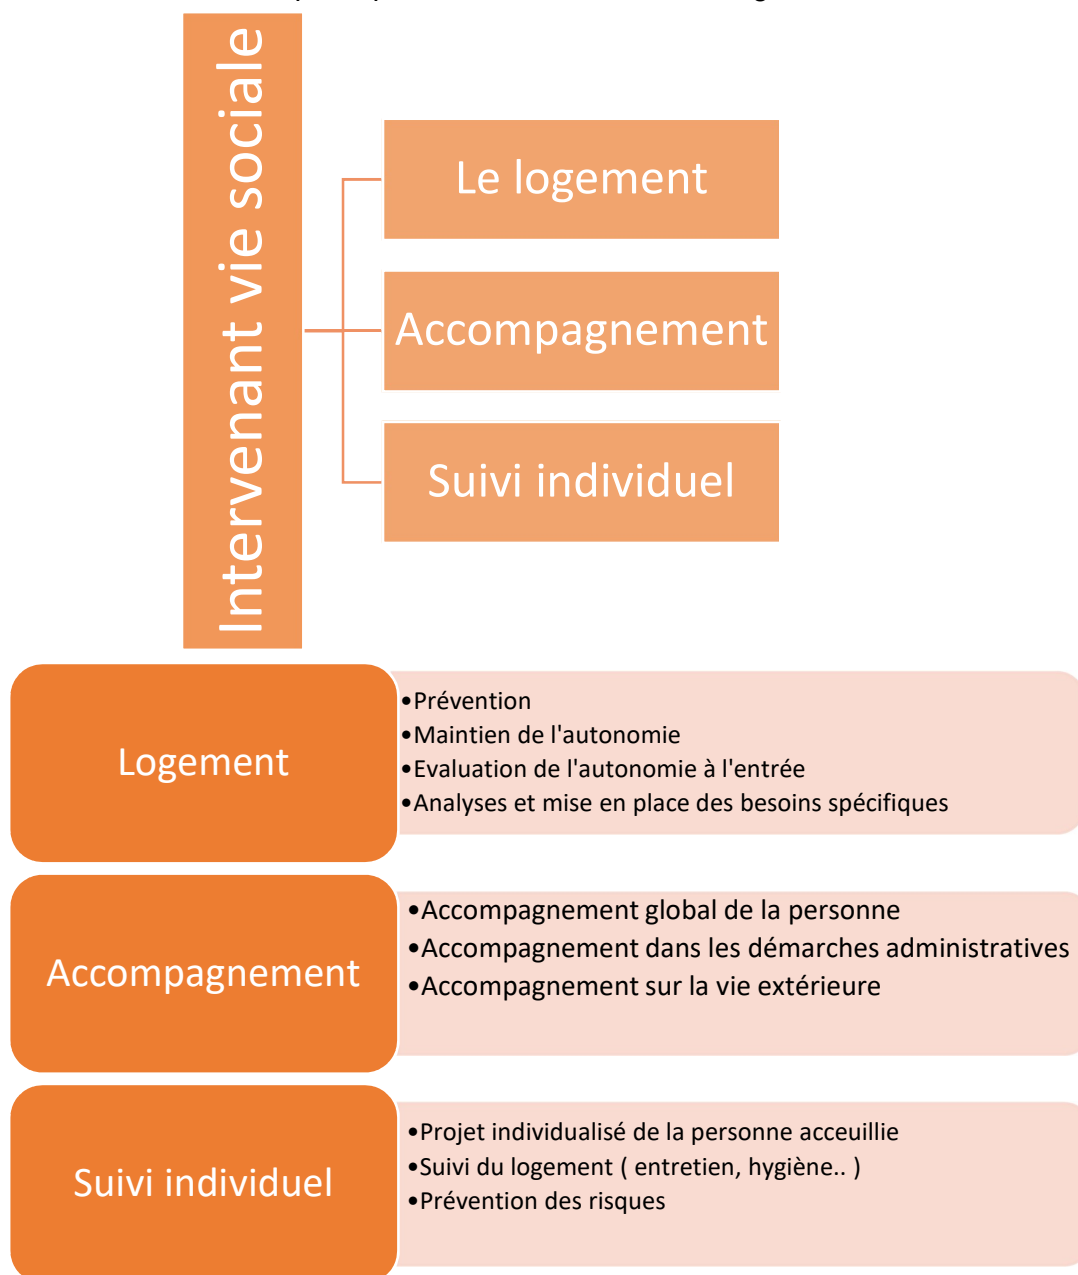 Intervenant vie sociale
Le logement
Accompagnement
Suivi individuel
Logement
•Prévention
•Maintien de l'autonomie
•Evaluation de l'autonomie à l'entrée
•Analyses et mise en place des besoins spécifiques
Accompagnement
•Accompagnement global de la personne
•Accompagnement dans les démarches administratives
•Accompagnement sur la vie extérieure
Suivi individuel
•Projet individualisé de la personne acceuillie
•Suivi du logement ( entretien, hygiène.. )
•Prévention des risques